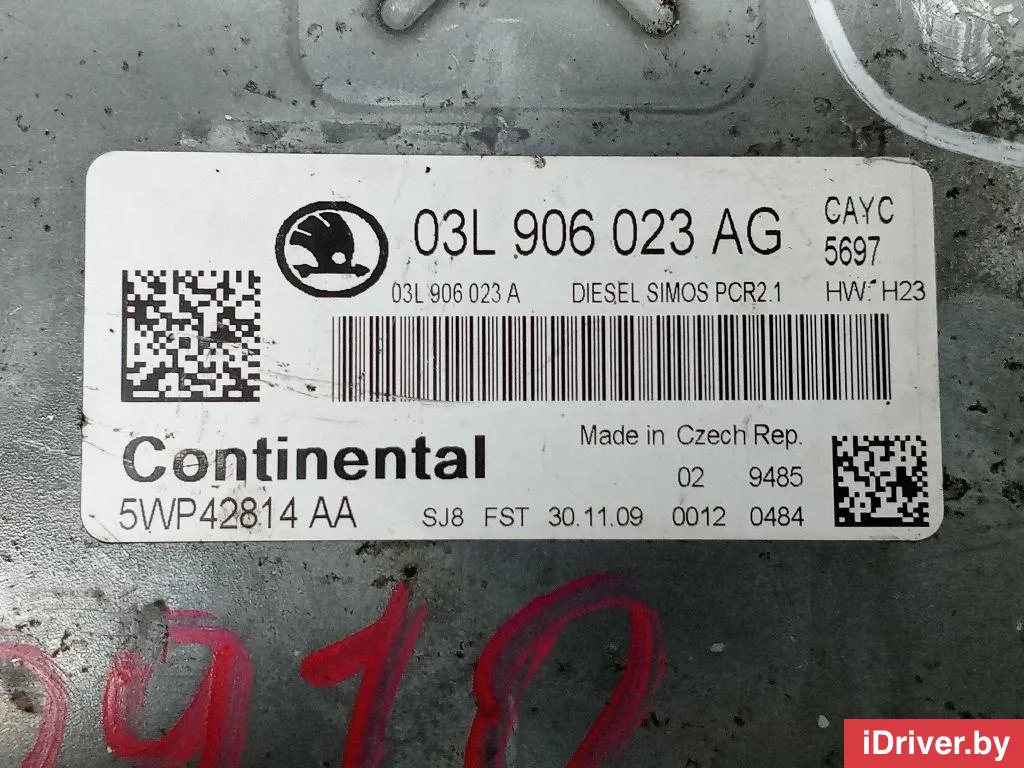 03L 906 023 AG
CAYC
5697
03L 906 023 A DIESEL SIMOS PCR2.1 HW: H23
Continental
Made in Czech Rep.
02 9485
5WP42814 AA SJ8 FST 30.11.09 0012 0484
910
iDriver.by